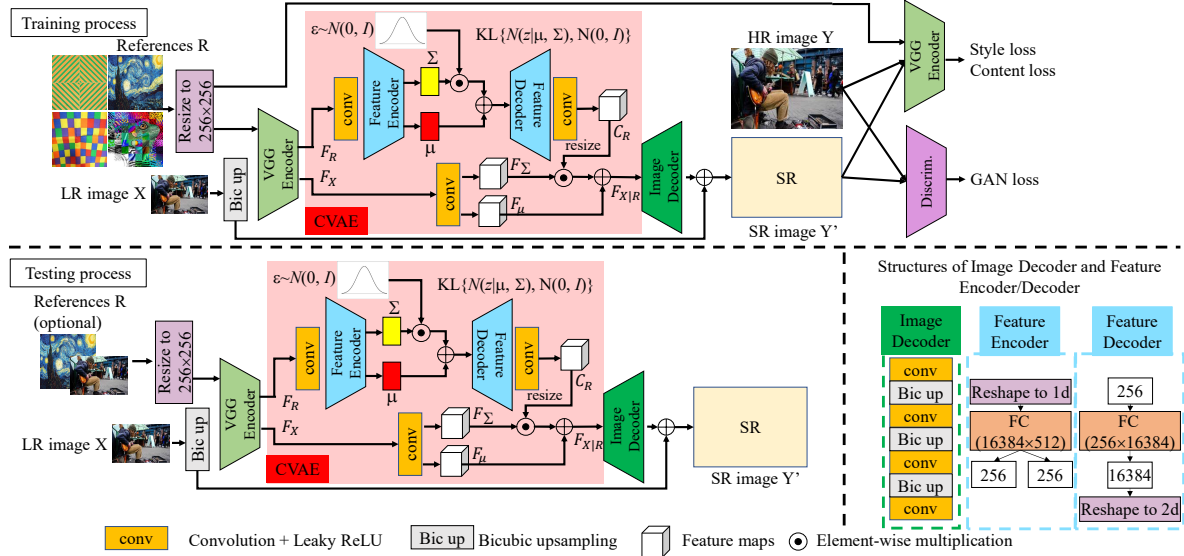 Training process
References R
Resize to
256×256
LR image X
Bic up
VGG
Encoder
F_R
F_X
ε~N(0, I)
KL{N(z|μ, Σ), N(0, I)}
conv
Feature
Encoder
Σ
μ
Feature
Decoder
conv
C_R
resize
conv
F_Σ
F_μ
F_{X|R}
CVAE
Image
Decoder
HR image Y
SR
SR image Y'
VGG
Encoder
Style loss
Content loss
Discrim.
GAN loss
Testing process
References R
(optional)
Resize to
256×256
LR image X
Bic up
VGG
Encoder
F_R
F_X
ε~N(0, I)
KL{N(z|μ, Σ), N(0, I)}
conv
Feature
Encoder
Σ
μ
Feature
Decoder
conv
C_R
resize
conv
F_Σ
F_μ
F_{X|R}
CVAE
Image
Decoder
SR
SR image Y'
Structures of Image Decoder and Feature
Encoder/Decoder
Image
Decoder
conv
Bic up
conv
Bic up
conv
Bic up
conv
Feature
Encoder
Reshape to 1d
FC
(16384×512)
256 256
Feature
Decoder
256
FC
(256×16384)
16384
Reshape to 2d
conv Convolution + Leaky ReLU
Bic up Bicubic upsampling
Feature maps
Element-wise multiplication